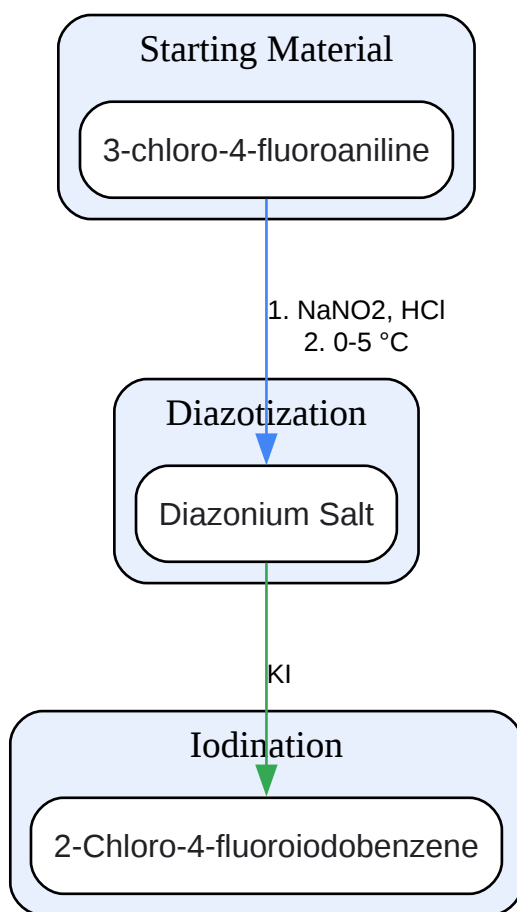 Starting Material
3-chloro-4-fluoroaniline
1. NaNO2, HCl
2. 0-5 °C
Diazotization
Diazonium Salt
KI
Iodination
2-Chloro-4-fluoroiodobenzene